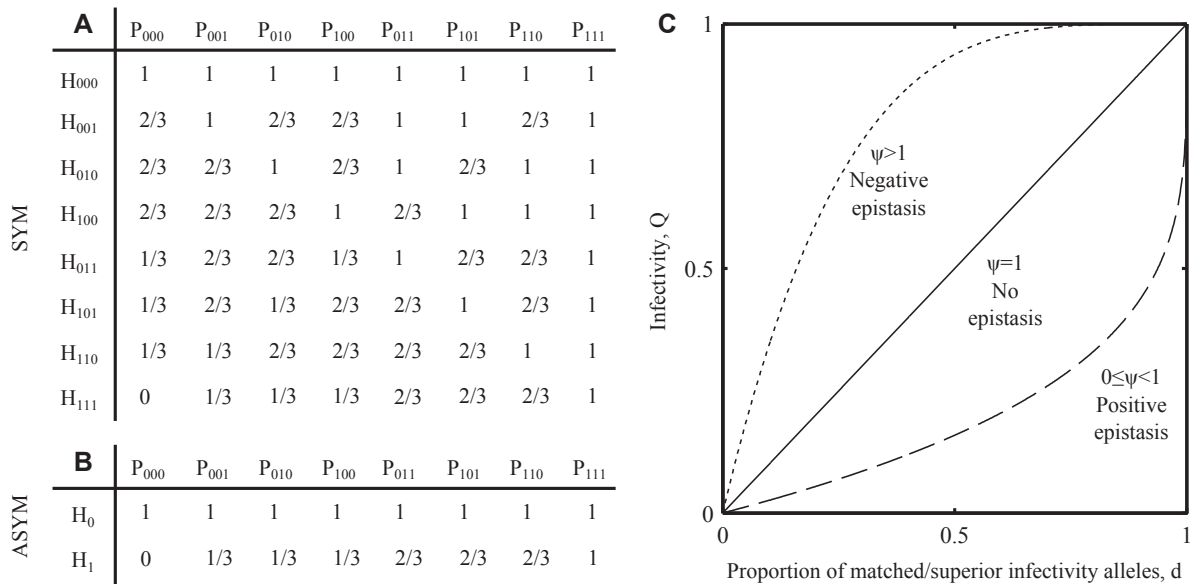 A P₀₀₀ P₀₀₁ P₀₁₀ P₁₀₀ P₀₁₁ P₁₀₁ P₁₁₀ P₁₁₁
H₀₀₀ 1 1 1 1 1 1 1 1
H₀₀₁ 2/3 1 2/3 2/3 1 1 2/3 1
H₀₁₀ 2/3 2/3 1 2/3 1 2/3 1 1
H₁₀₀ 2/3 2/3 2/3 1 2/3 1 1 1
H₀₁₁ 1/3 2/3 2/3 1/3 1 2/3 2/3 1
H₁₀₁ 1/3 2/3 1/3 2/3 2/3 1 2/3 1
H₁₁₀ 1/3 1/3 2/3 2/3 2/3 2/3 1 1
H₁₁₁ 0 1/3 1/3 1/3 2/3 2/3 2/3 1
SYM
B P₀₀₀ P₀₀₁ P₀₁₀ P₁₀₀ P₀₁₁ P₁₀₁ P₁₁₀ P₁₁₁
H₀ 1 1 1 1 1 1 1 1
H₁ 0 1/3 1/3 1/3 2/3 2/3 2/3 1
ASYM
C
1
0.5
0
Infectivity, Q
ψ>1
Negative
epistasis
ψ=1
No
epistasis
0≤ψ<1
Positive
epistasis
0 0.5 1
Proportion of matched/superior infectivity alleles, d